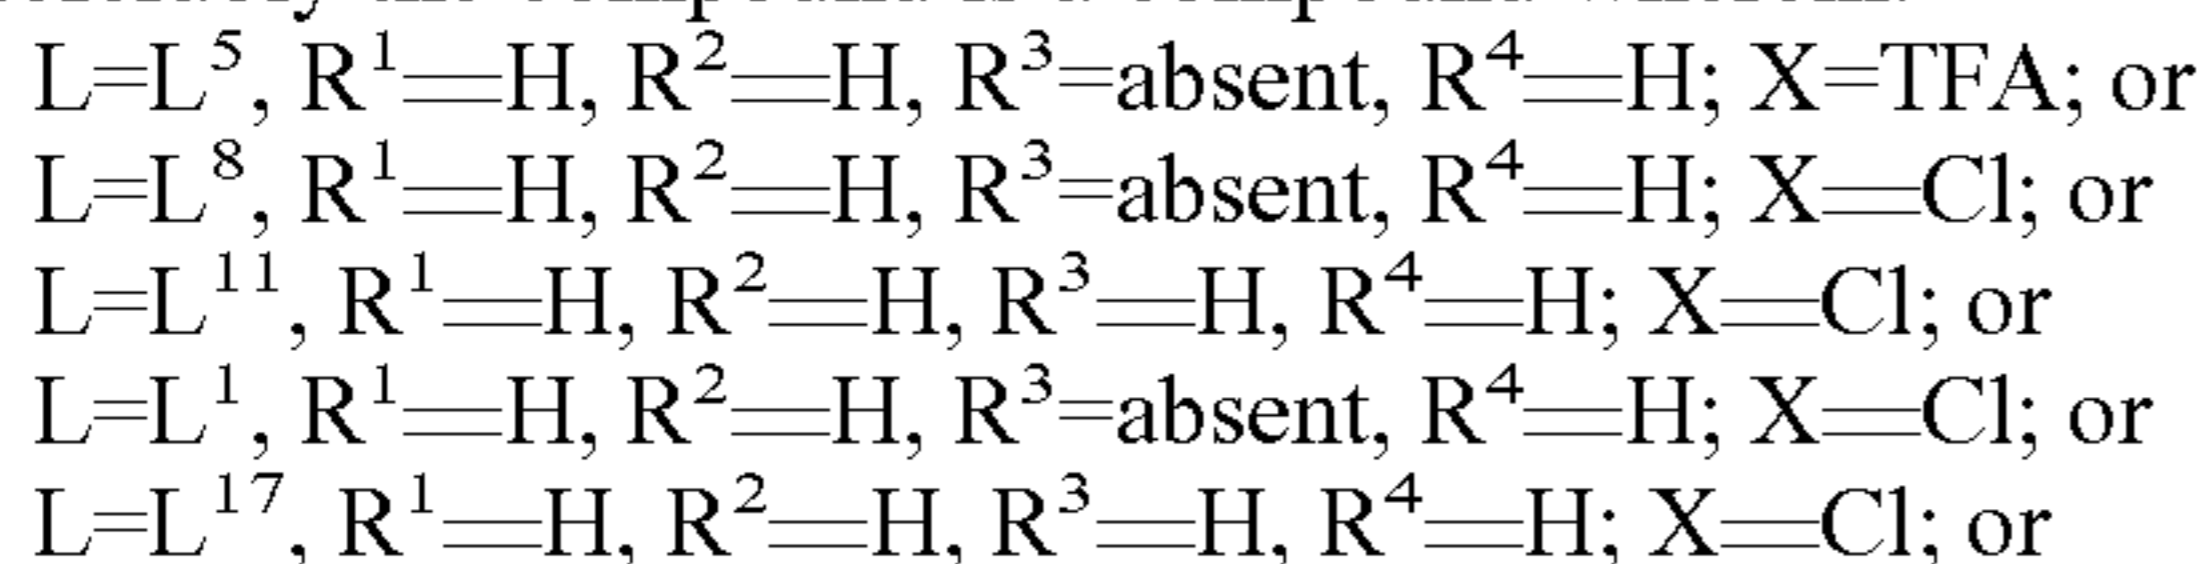 L=L⁵, R¹═H, R²═H, R³=absent, R⁴═H; X=TFA; or
L=L⁸, R¹═H, R²═H, R³=absent, R⁴═H; X═Cl; or
L=L¹¹, R¹═H, R²═H, R³═H, R⁴═H; X═Cl; or
L=L¹, R¹═H, R²═H, R³=absent, R⁴═H; X═Cl; or
L=L¹⁷, R¹═H, R²═H, R³═H, R⁴═H; X═Cl; or